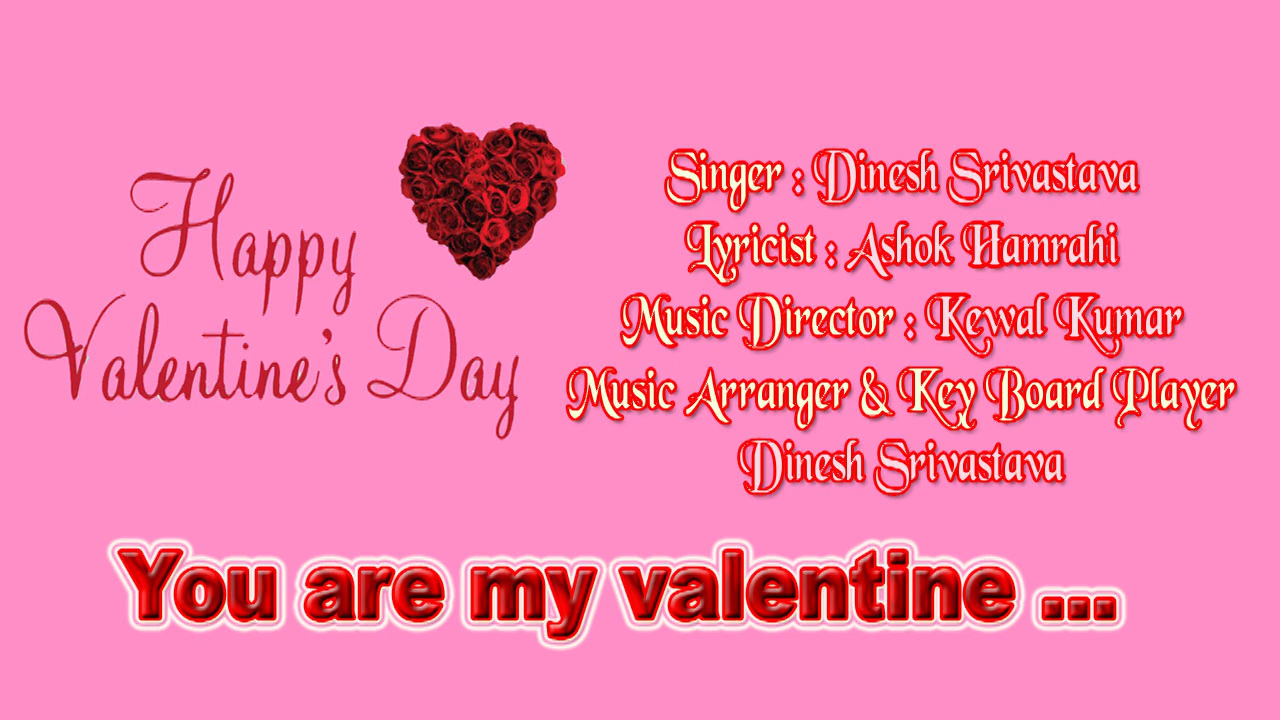 Happy
Valentine's Day
Singer : Dinesh Srivastava
Lyricist : Ashok Hamrahi
Music Director : Kewal Kumar
Music Arranger & Key Board Player
Dinesh Srivastava
You are my valentine ...